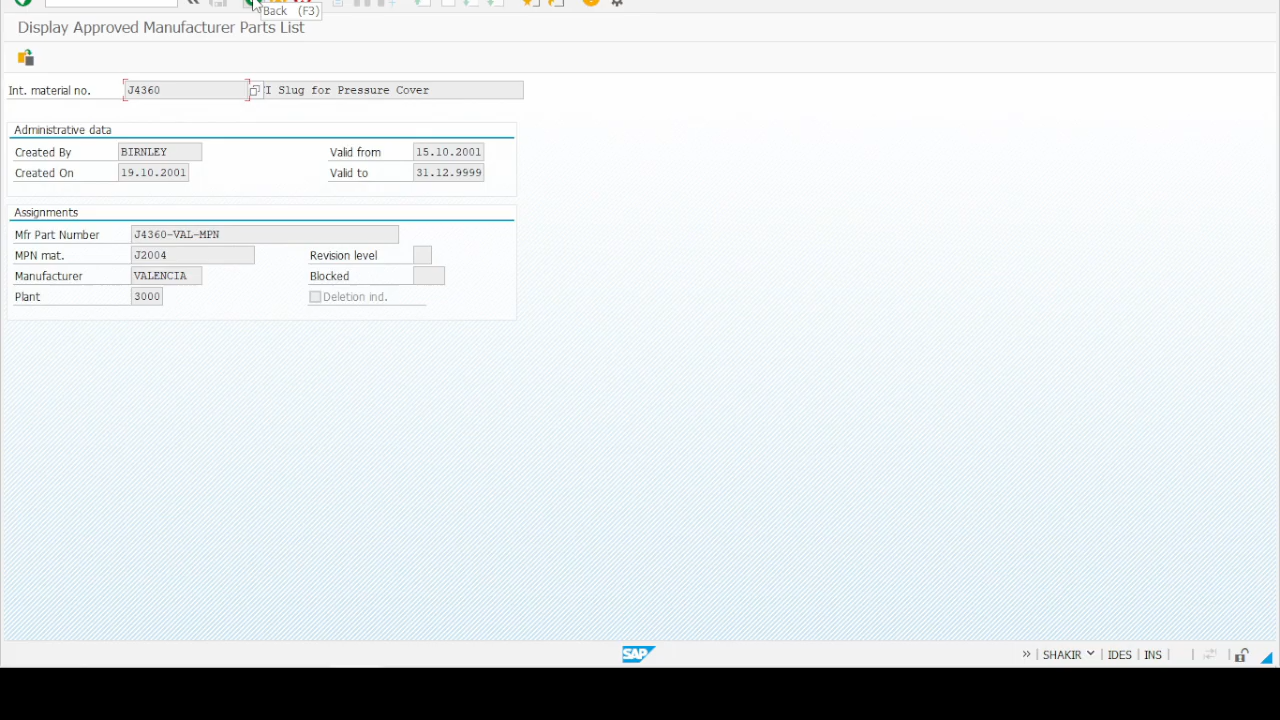 Back (F3)
Display Approved Manufacturer Parts List
Int. material no. J4360 I Slug for Pressure Cover
Administrative data
Created By BIRNLEY Valid from 15.10.2001
Created On 19.10.2001 Valid to 31.12.9999
Assignments
Mfr Part Number J4360-VAL-MPN
MPN mat. J2004 Revision level
Manufacturer VALENCIA Blocked
Plant 3000 Deletion ind.
SAP SHAKIR IDES INS